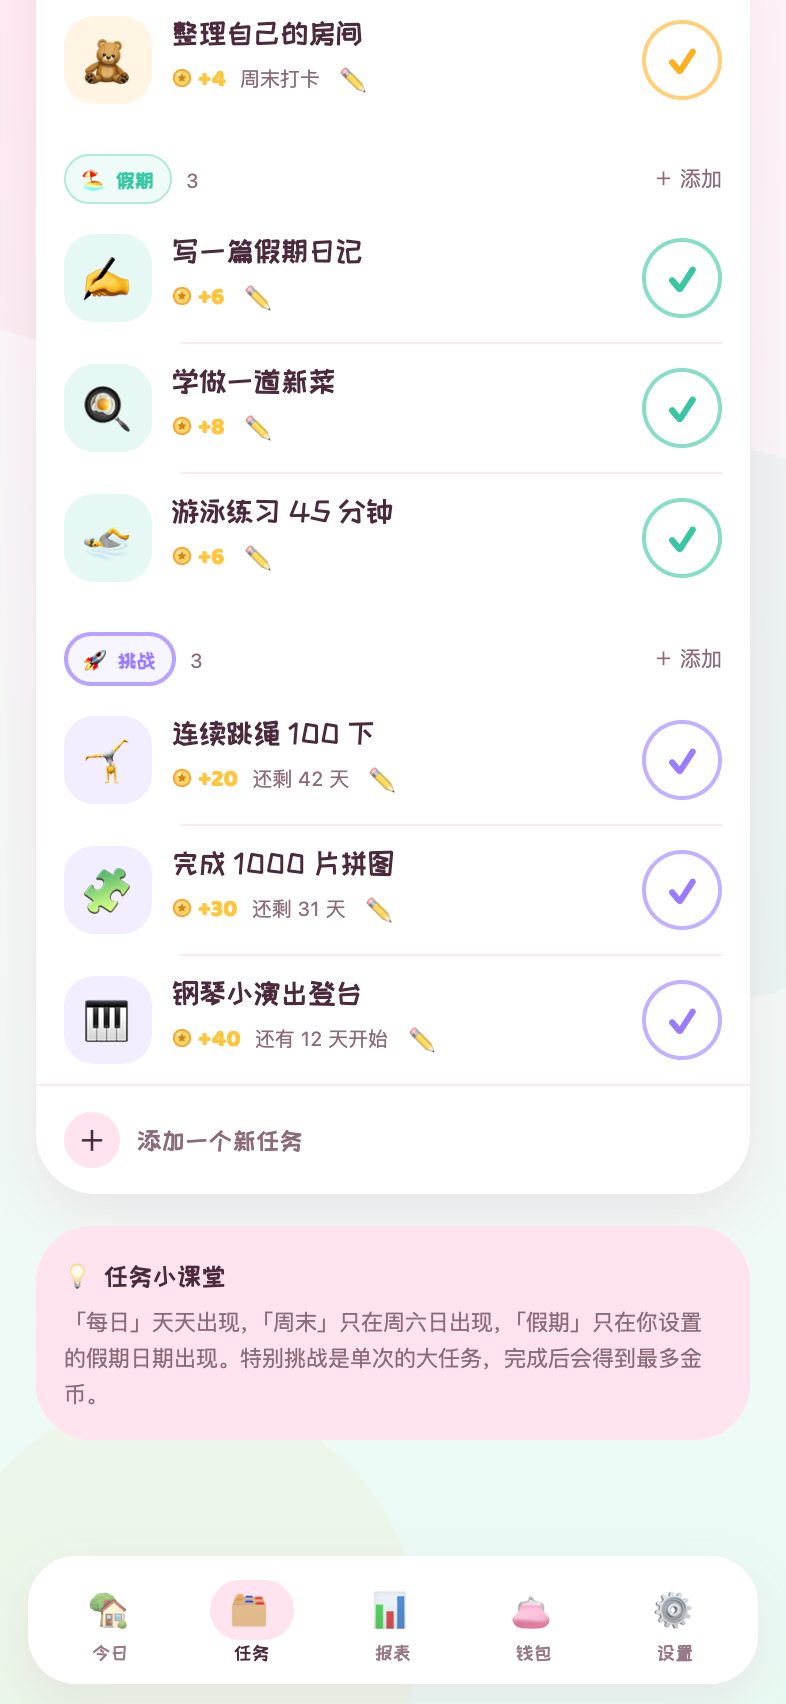 整理自己的房间
+4 周末打卡
假期 3 + 添加
写一篇假期日记
+6
学做一道新菜
+8
游泳练习 45 分钟
+6
挑战 3 + 添加
连续跳绳 100 下
+20 还剩 42 天
完成 1000 片拼图
+30 还剩 31 天
钢琴小演出登台
+40 还有 12 天开始
+ 添加一个新任务
任务小课堂
「每日」天天出现，「周末」只在周六日出现，「假期」只在你设置
的假期日期出现。特别挑战是单次的大任务，完成后会得到最多金
币。
今日 任务 报表 钱包 设置